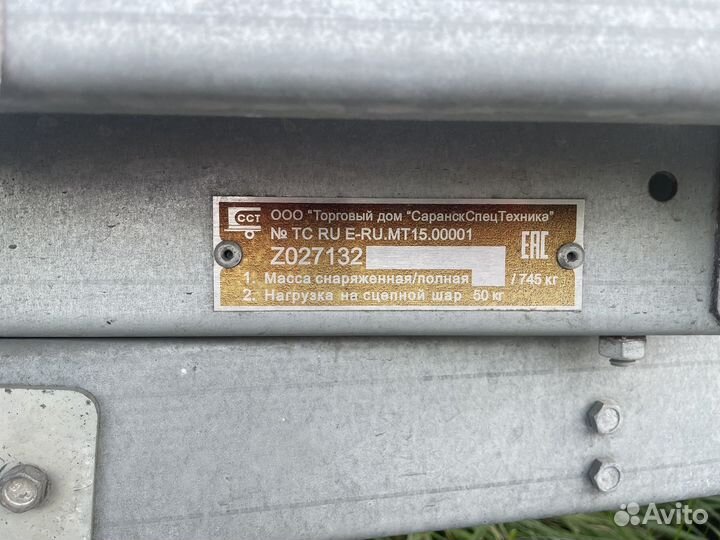 ССТ
ООО "Торговый дом "СаранскСпецТехника"
№ ТС RU Е-RU.МТ15.00001
Z027132
1. Масса снаряженная/полная /745 кг
2. Нагрузка на сцепной шар 50 кг
EAC
Avito